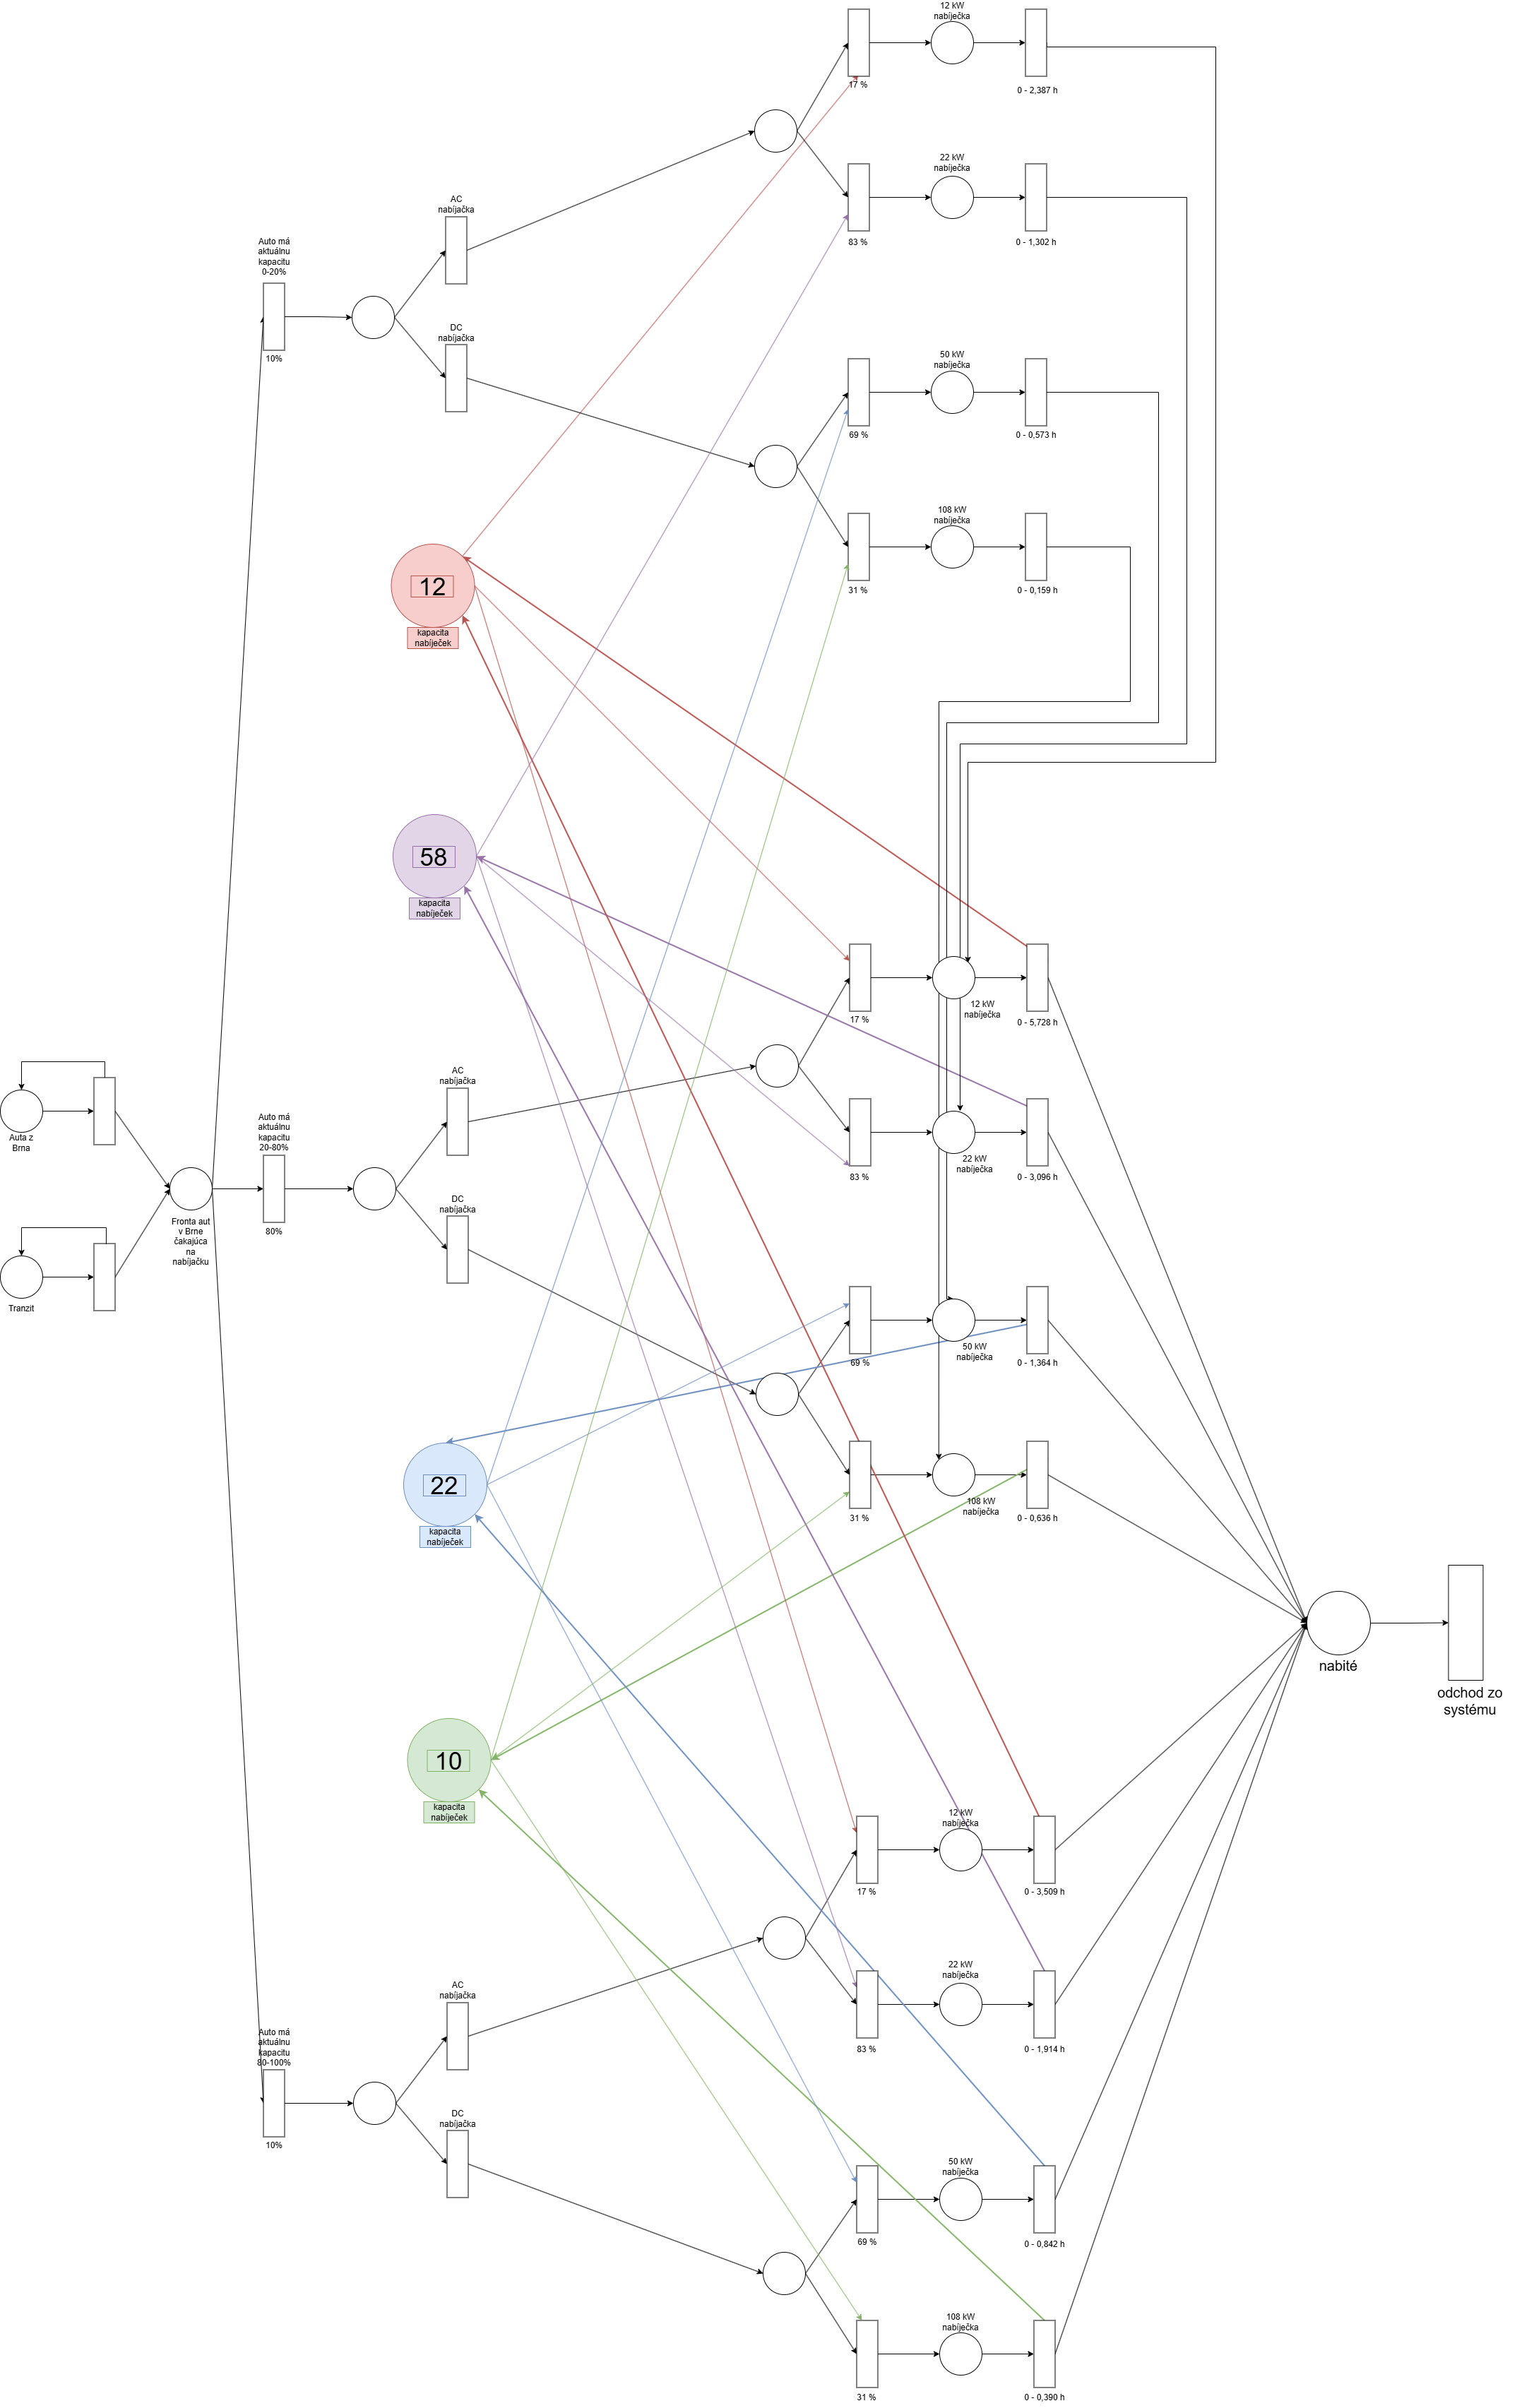 12 kW
nabíječka
17 %
0 - 2,387 h
22 kW
nabíječka
83 %
0 - 1,302 h
AC
nabíjačka
Auto má
aktuálnu
kapacitu
0-20%
10%
DC
nabíjačka
50 kW
nabíječka
69 %
0 - 0,573 h
108 kW
nabíječka
31 %
0 - 0,159 h
12
kapacita
nabíječek
58
kapacita
nabíječek
12 kW
nabíječka
17 %
0 - 5,728 h
AC
nabíjačka
Auta z
Brna
Auto má
aktuálnu
kapacitu
20-80%
80%
22 kW
nabíječka
83 %
0 - 3,096 h
DC
nabíjačka
Fronta aut
v Brne
čakajúca
na
nabíjačku
Tranzit
50 kW
nabíječka
69 %
0 - 1,364 h
22
kapacita
nabíječek
108 kW
nabíječka
31 %
0 - 0,636 h
nabité
odchod zo
systému
10
kapacita
nabíječek
12 kW
nabíječka
17 %
0 - 3,509 h
22 kW
nabíječka
83 %
0 - 1,914 h
AC
nabíjačka
Auto má
aktuálnu
kapacitu
80-100%
10%
DC
nabíjačka
50 kW
nabíječka
69 %
0 - 0,842 h
108 kW
nabíječka
31 %
0 - 0,390 h